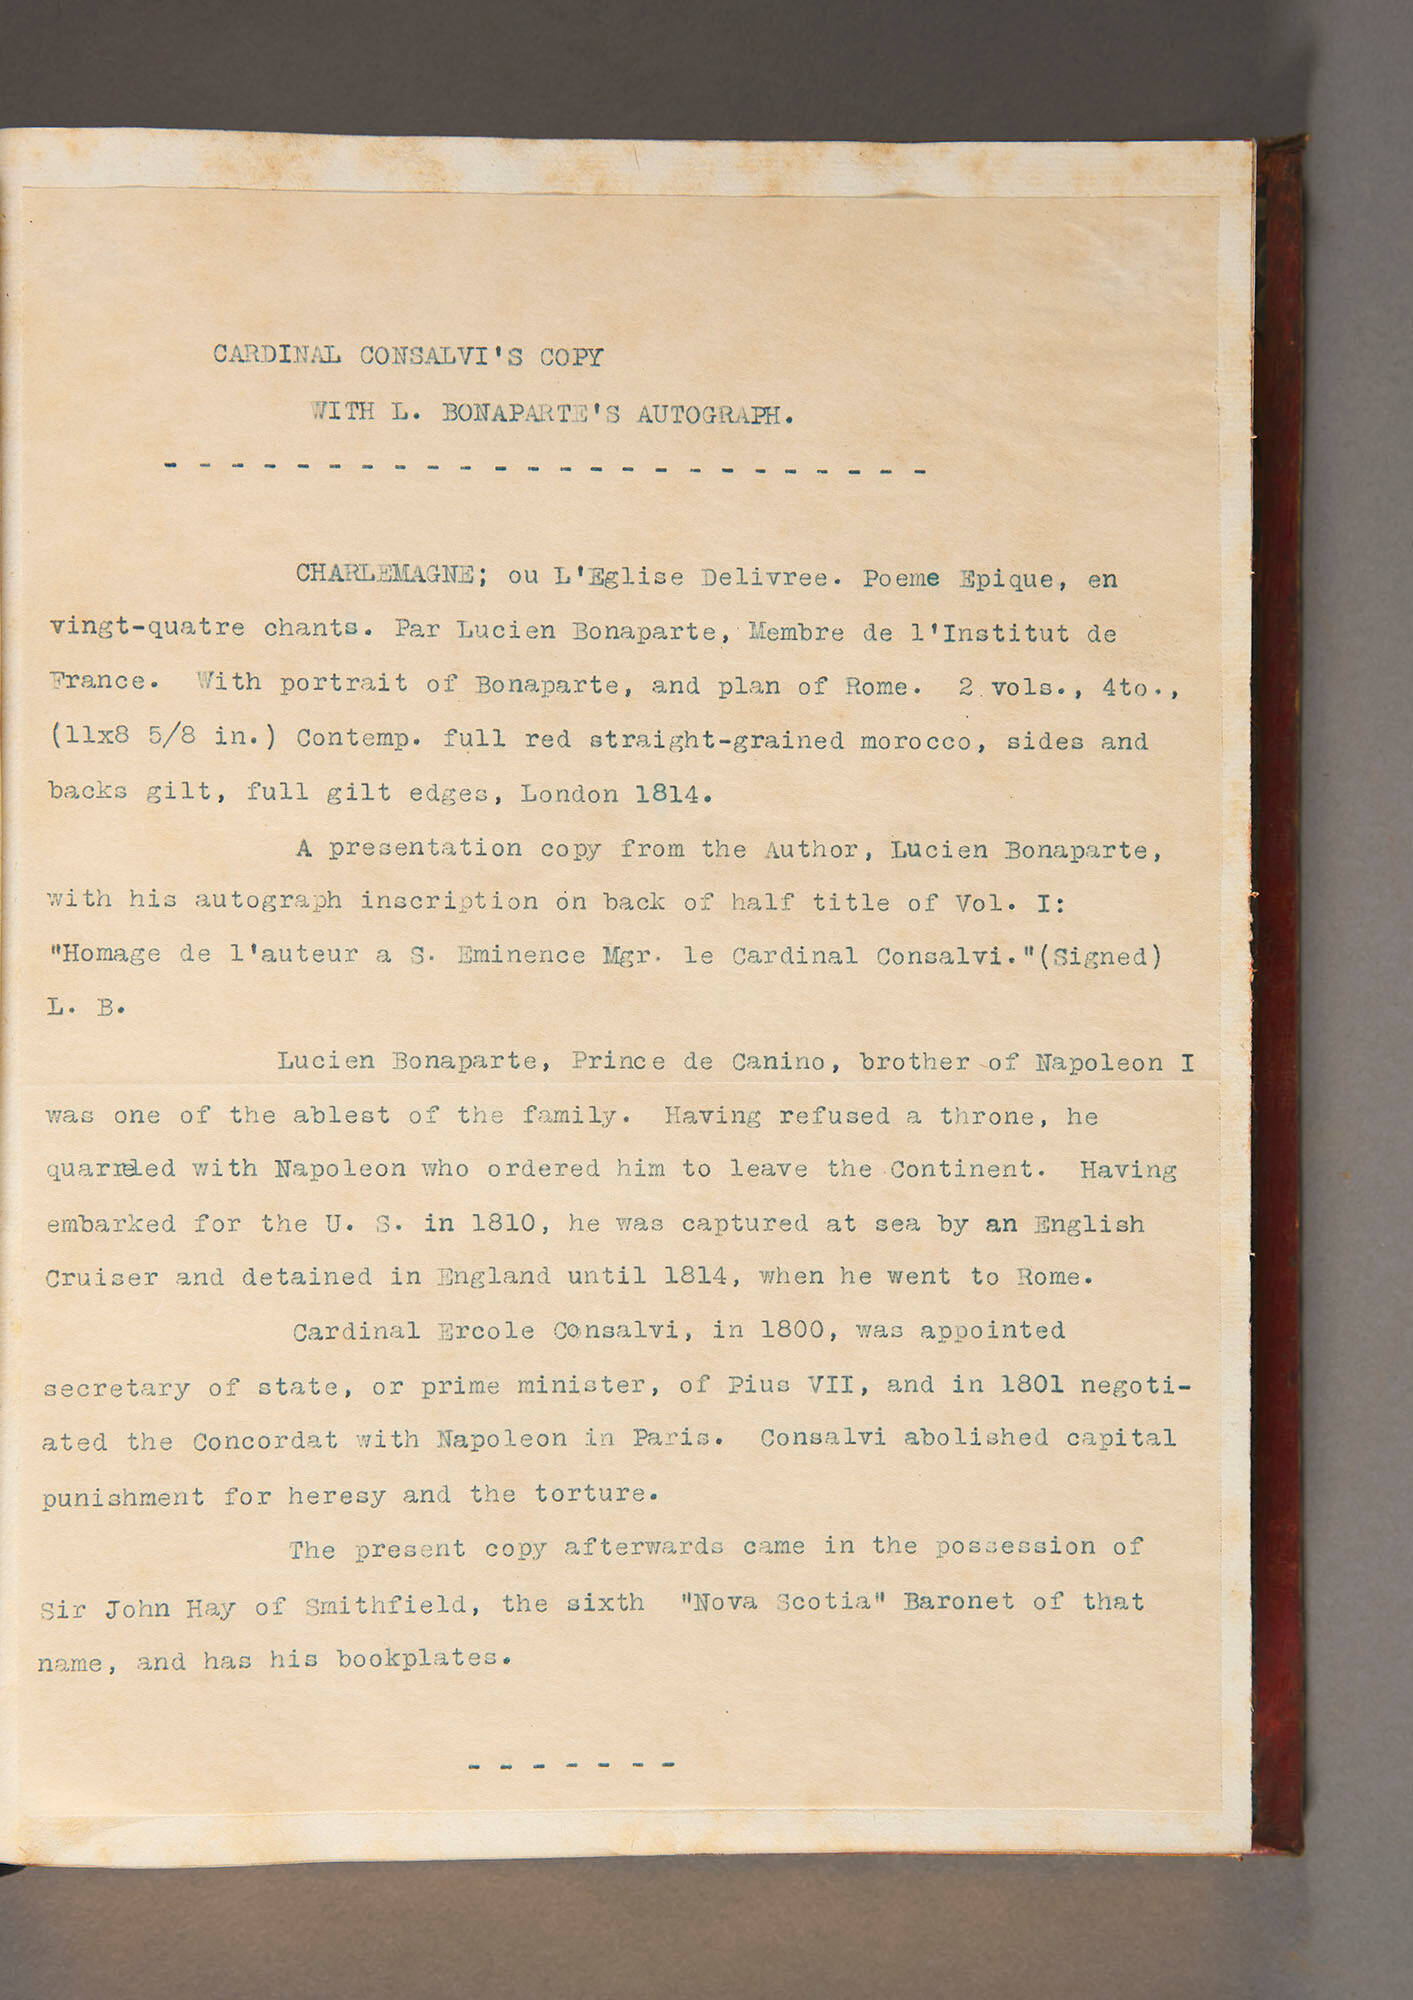 CARDINAL CONSALVI'S COPY
WITH L. BONAPARTE'S AUTOGRAPH.
- - - - - - - - - - - - - - - - - - - - - - - -
CHARLEMAGNE; ou L'Eglise Delivree. Poeme Epique, en
vingt-quatre chants. Par Lucien Bonaparte, Membre de l'Institut de
France. With portrait of Bonaparte, and plan of Rome. 2 vols., 4to.,
(11x8 5/8 in.) Contemp. full red straight-grained morocco, sides and
backs gilt, full gilt edges, London 1814.
A presentation copy from the Author, Lucien Bonaparte,
with his autograph inscription on back of half title of Vol. I:
"Homage de l'auteur a S. Eminence Mgr. le Cardinal Consalvi."(Signed)
L. B.
Lucien Bonaparte, Prince de Canino, brother of Napoleon I
was one of the ablest of the family. Having refused a throne, he
quarreled with Napoleon who ordered him to leave the Continent. Having
embarked for the U. S. in 1810, he was captured at sea by an English
Cruiser and detained in England until 1814, when he went to Rome.
Cardinal Ercole Consalvi, in 1800, was appointed
secretary of state, or prime minister, of Pius VII, and in 1801 negoti-
ated the Concordat with Napoleon in Paris. Consalvi abolished capital
punishment for heresy and the torture.
The present copy afterwards came in the possession of
Sir John Hay of Smithfield, the sixth "Nova Scotia" Baronet of that
name, and has his bookplates.
- - - - - - -